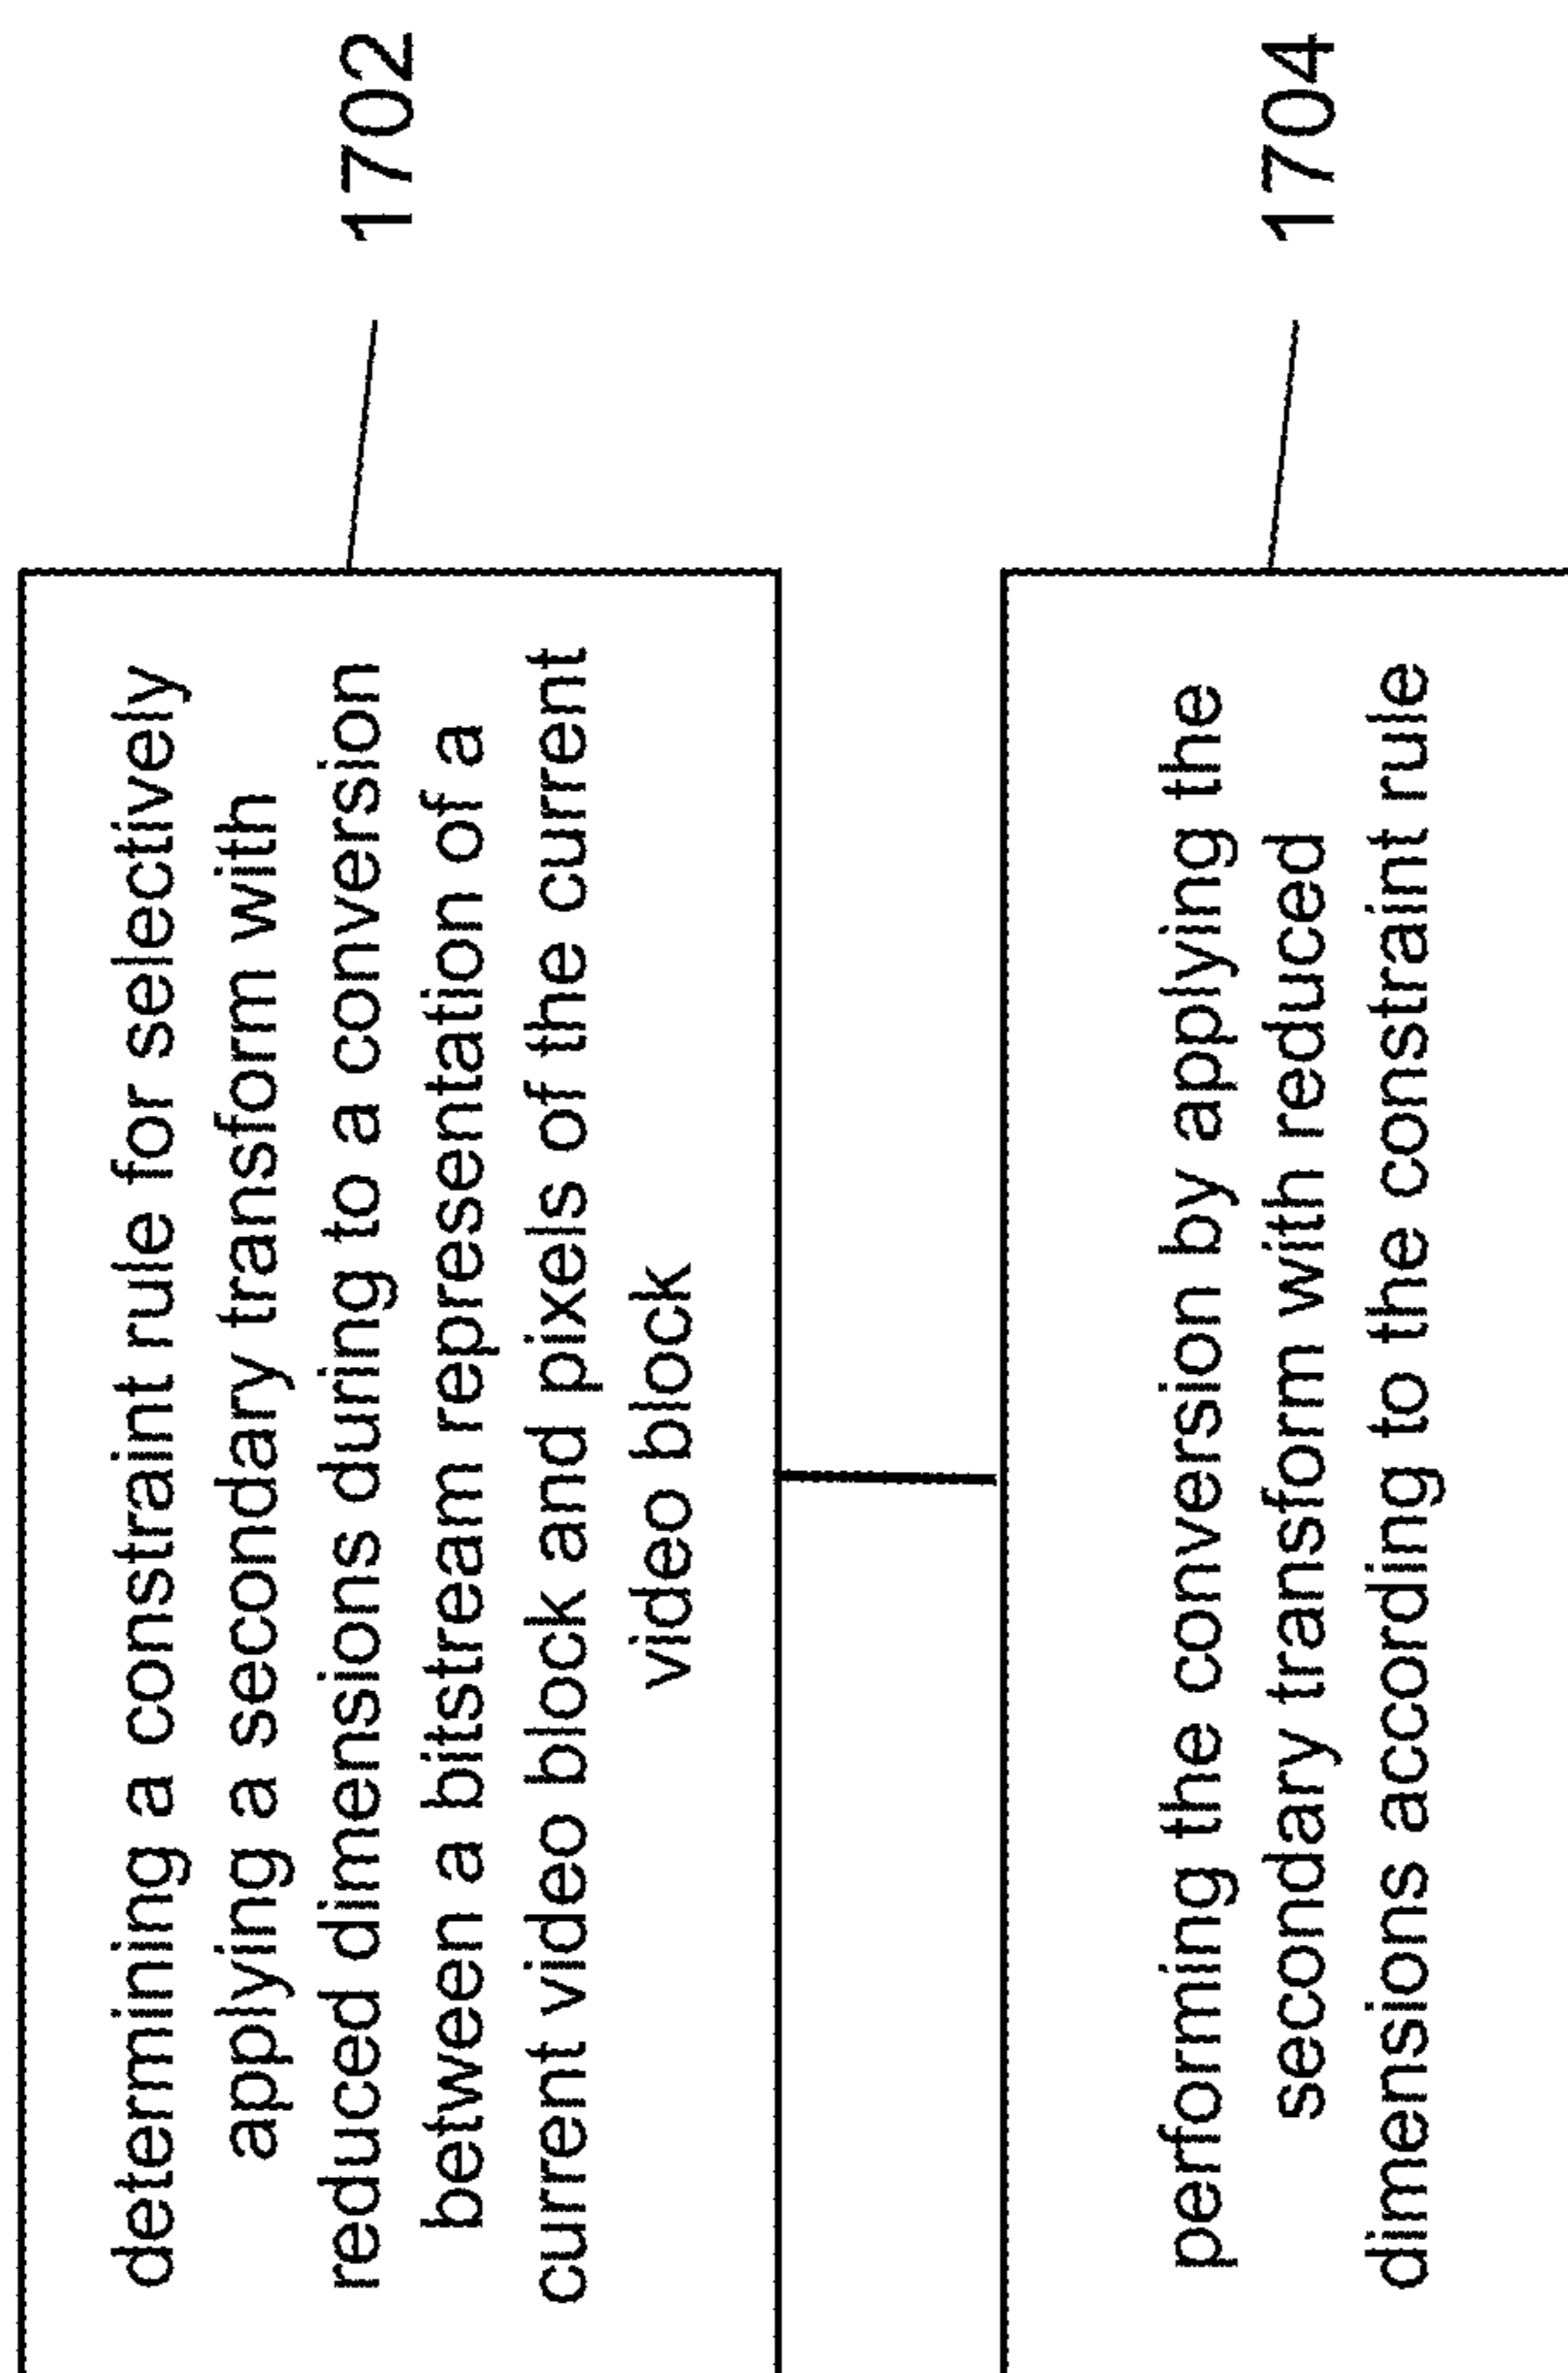 determining a constraint rule for selectively
applying a secondary transform with
reduced dimensions during to a conversion
between a bitstream representation of a
current video block and pixels of the current
video block
1702
performing the conversion by applying the
secondary transform with reduced
dimensions according to the constraint rule
1704